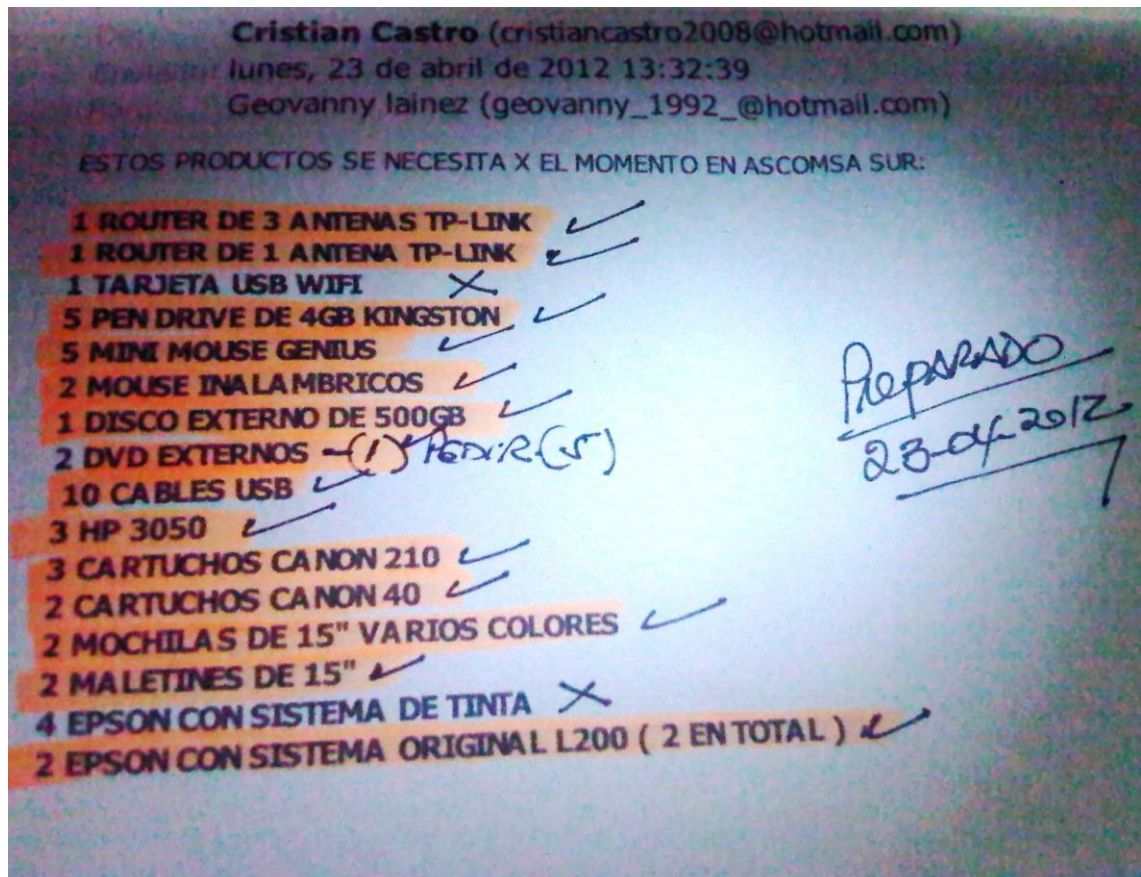 Cristian Castro (cristiancastro2008@hotmail.com)
lunes, 23 de abril de 2012 13:32:39
Geovanny lainez (geovanny_1992_@hotmail.com)
ESTOS PRODUCTOS SE NECESITA X EL MOMENTO EN ASCOMSA SUR:
1 ROUTER DE 3 ANTENAS TP-LINK
1 ROUTER DE 1 ANTENA TP-LINK
1 TARJETA USB WIFI
5 PEN DRIVE DE 4GB KINGSTON
5 MINI MOUSE GENIUS
2 MOUSE INALAMBRICOS
1 DISCO EXTERNO DE 500GB
2 DVD EXTERNOS -(1) PEDIR (5)
10 CABLES USB
3 HP 3050
3 CARTUCHOS CANON 210
2 CARTUCHOS CANON 40
2 MOCHILAS DE 15" VARIOS COLORES
2 MALETINES DE 15"
4 EPSON CON SISTEMA DE TINTA
2 EPSON CON SISTEMA ORIGINAL L200 ( 2 EN TOTAL )
PREPARADO
23-04-2012